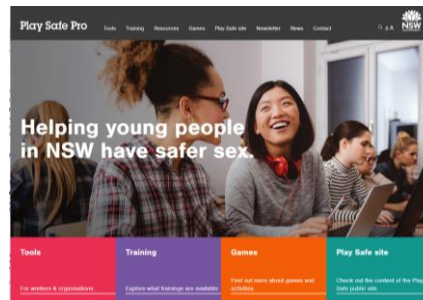 Play Safe Pro
Tools Training Resources Games Play Safe site Newsletter News Contact
A A
NSW
Helping young people
in NSW have safer sex.
Tools
For workers & organisations
Training
Explore what trainings are available
Games
Find out more about games and
activities.
Play Safe site
Check out the content of the Play
Safe public site.